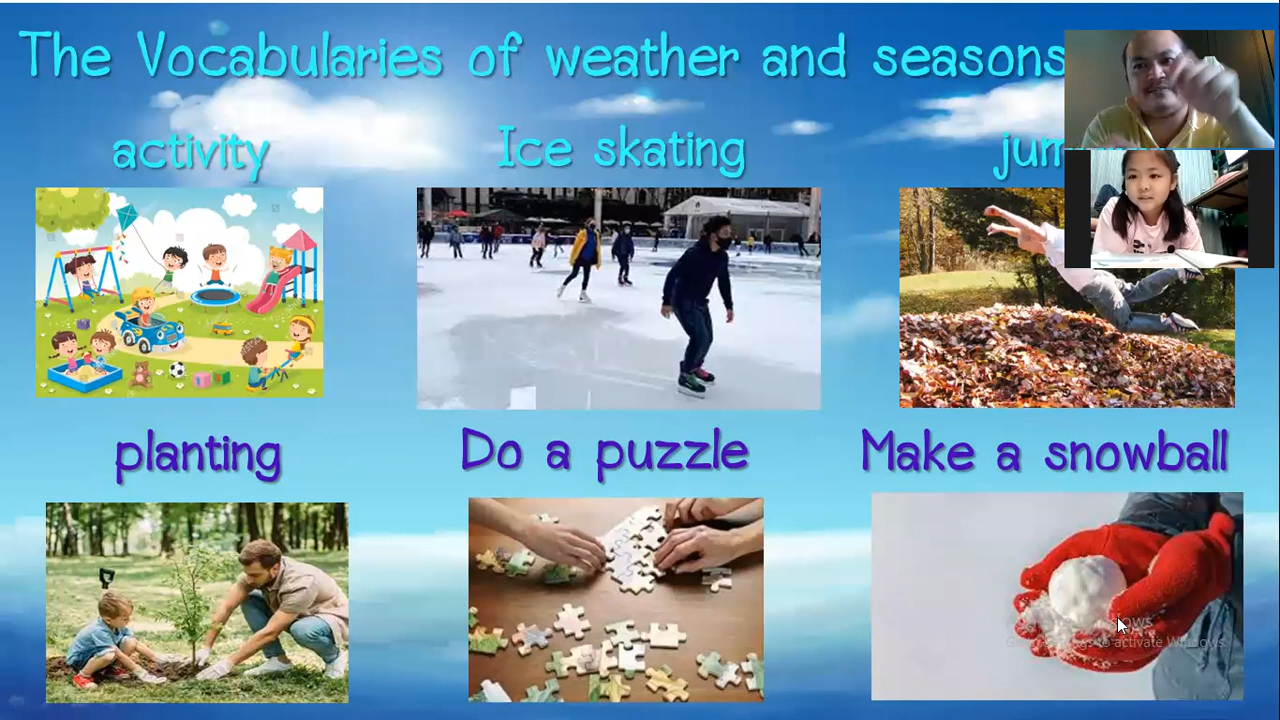 The Vocabularies of weather and seasons
activity
Ice skating
planting
Do a puzzle
Make a snowball